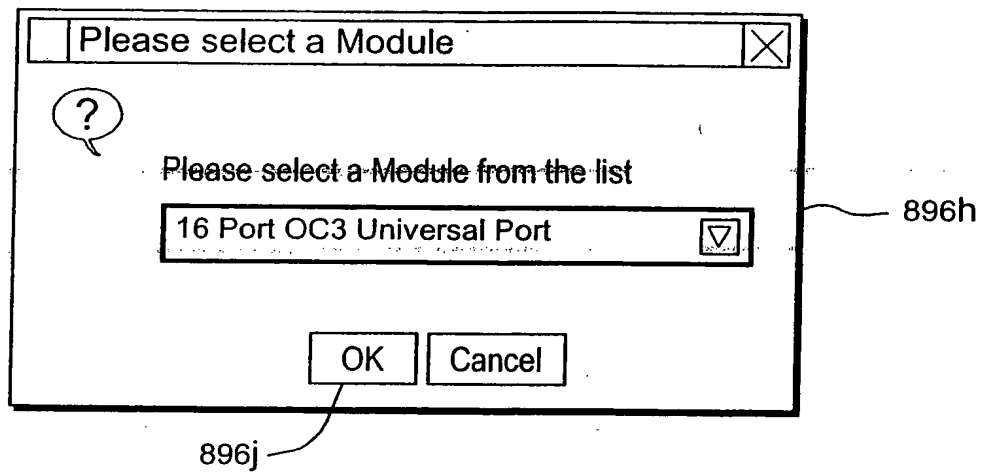 Please select a Module
?
Please select a Module from the list
16 Port OC3 Universal Port
896h
OK Cancel
896j